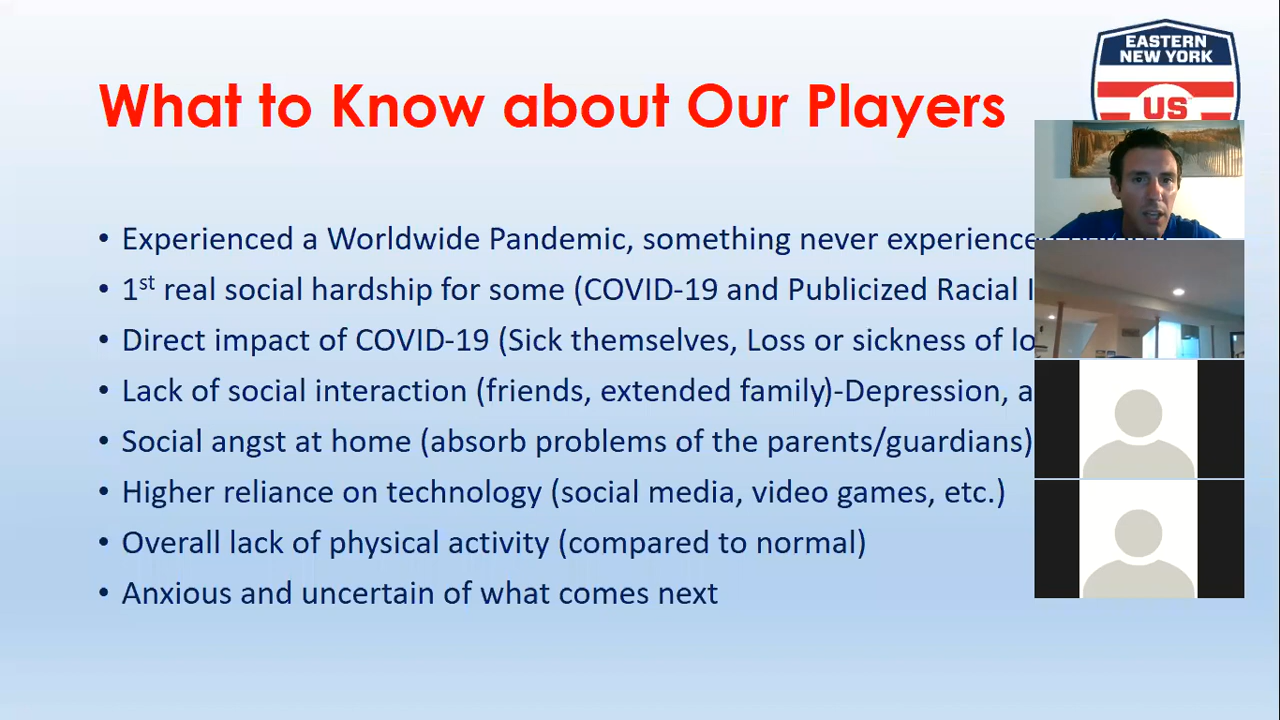 EASTERN
NEW YORK
US
What to Know about Our Players
• Experienced a Worldwide Pandemic, something never
• 1st real social hardship for some (COVID-19 and Publicized Racial
• Direct impact of COVID-19 (Sick themselves, Loss or sickness of
• Lack of social interaction (friends, extended family)-Depression,
• Social angst at home (absorb problems of the parents/guardians)
• Higher reliance on technology (social media, video games, etc.)
• Overall lack of physical activity (compared to normal)
• Anxious and uncertain of what comes next